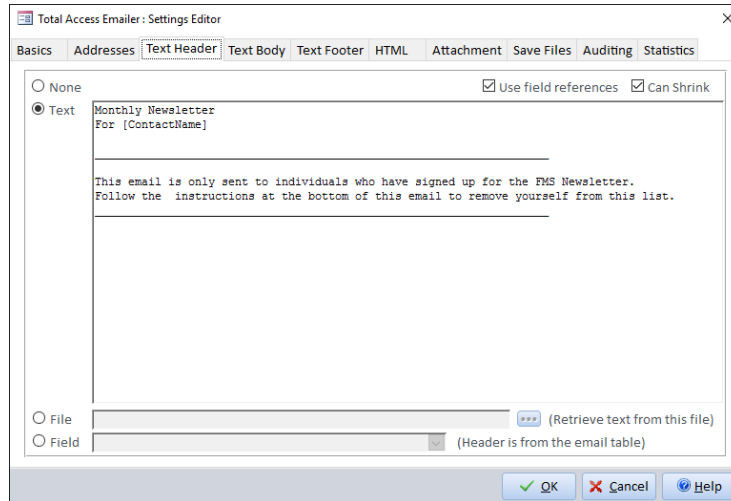 Total Access Emailer : Settings Editor
Basics Addresses Text Header Text Body Text Footer HTML Attachment Save Files Auditing Statistics
None Use field references Can Shrink
Text
Monthly Newsletter
For [ContactName]
This email is only sent to individuals who have signed up for the FMS Newsletter.
Follow the  instructions at the bottom of this email to remove yourself from this list.
File (Retrieve text from this file)
Field (Header is from the email table)
OK Cancel Help